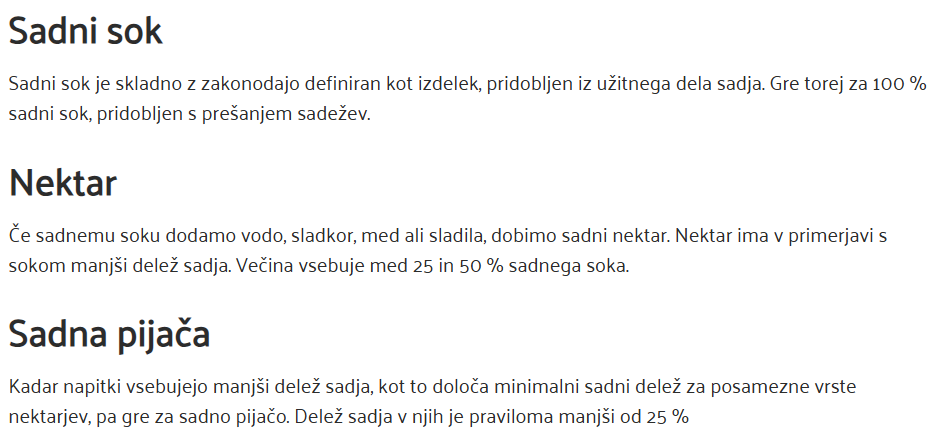 Sadni sok
Sadni sok je skladno z zakonodajo definiran kot izdelek, pridobljen iz užitnega dela sadja. Gre torej za 100 %
sadni sok, pridobljen s prešanjem sadežev.
Nektar
Če sadnemu soku dodamo vodo, sladkor, med ali sladila, dobimo sadni nektar. Nektar ima v primerjavi s
sokom manjši delež sadja. Večina vsebuje med 25 in 50 % sadnega soka.
Sadna pijača
Kadar napitki vsebujejo manjši delež sadja, kot to določa minimalni sadni delež za posamezne vrste
nektarjev, pa gre za sadno pijačo. Delež sadja v njih je praviloma manjši od 25 %